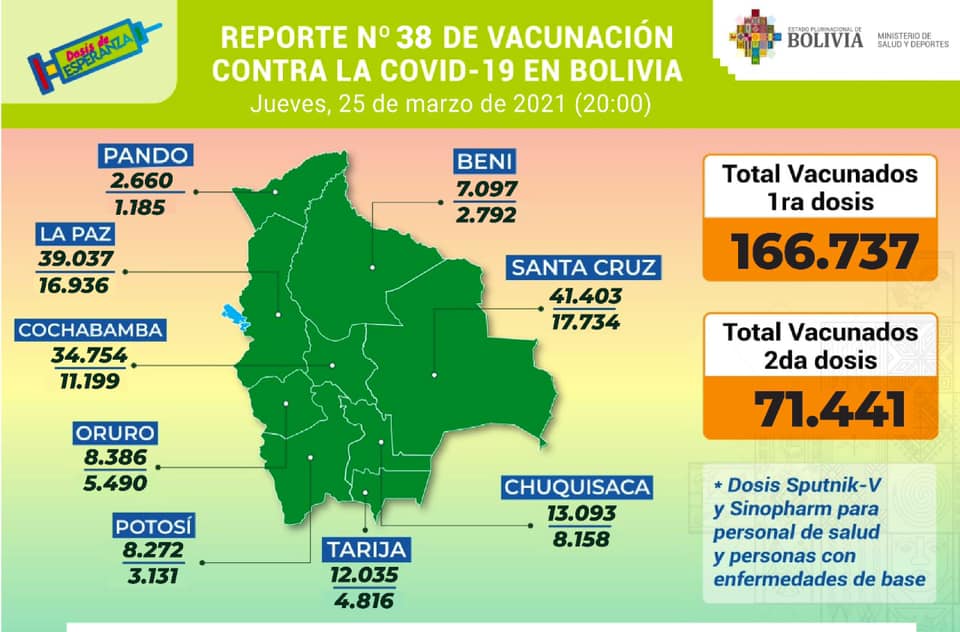 Dosis de
ESPERANZA
REPORTE Nº 38 DE VACUNACIÓN
CONTRA LA COVID-19 EN BOLIVIA
Jueves, 25 de marzo de 2021 (20:00)
ESTADO PLURINACIONAL DE
BOLIVIA
MINISTERIO DE
SALUD Y DEPORTES
PANDO
2.660
1.185
BENI
7.097
2.792
LA PAZ
39.037
16.936
SANTA CRUZ
41.403
17.734
COCHABAMBA
34.754
11.199
ORURO
8.386
5.490
CHUQUISACA
13.093
8.158
POTOSÍ
8.272
3.131
TARIJA
12.035
4.816
Total Vacunados
1ra dosis
166.737
Total Vacunados
2da dosis
71.441
* Dosis Sputnik-V
y Sinopharm para
personal de salud
y personas con
enfermedades de base